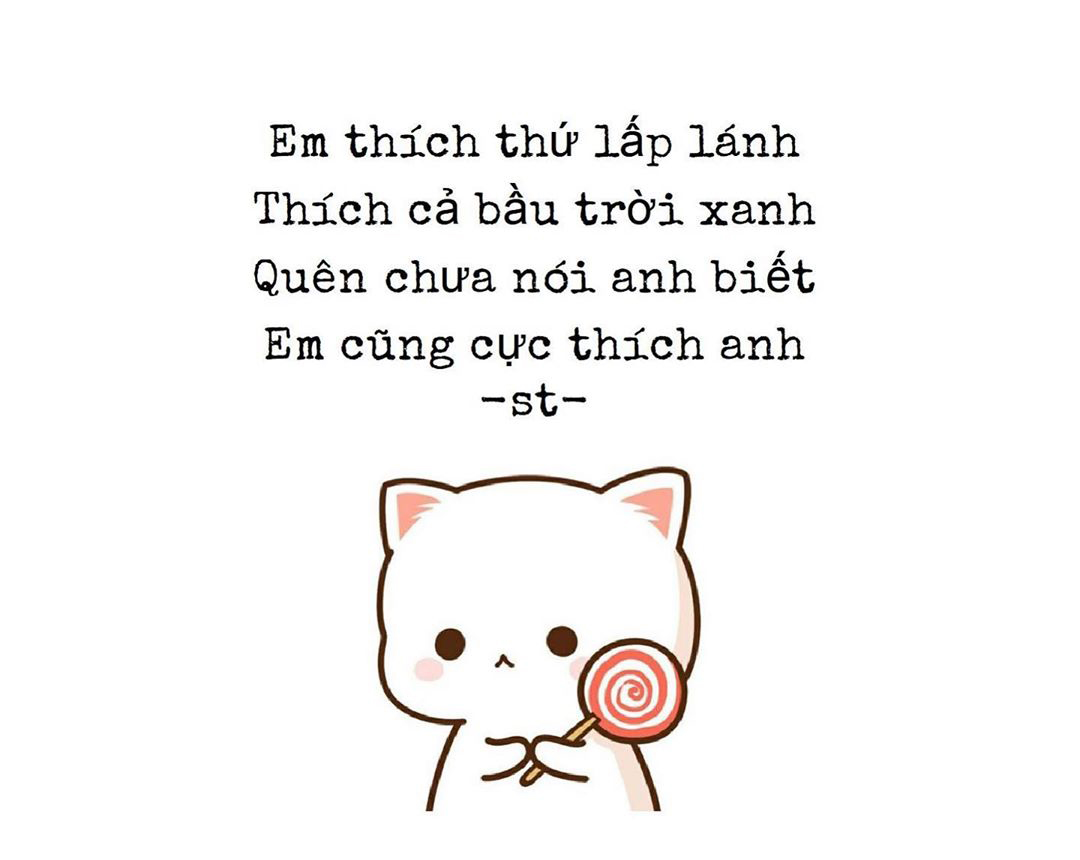 Em thích thứ lấp lánh
Thích cả bầu trời xanh
Quên chưa nói anh biết
Em cũng cực thích anh
-st-